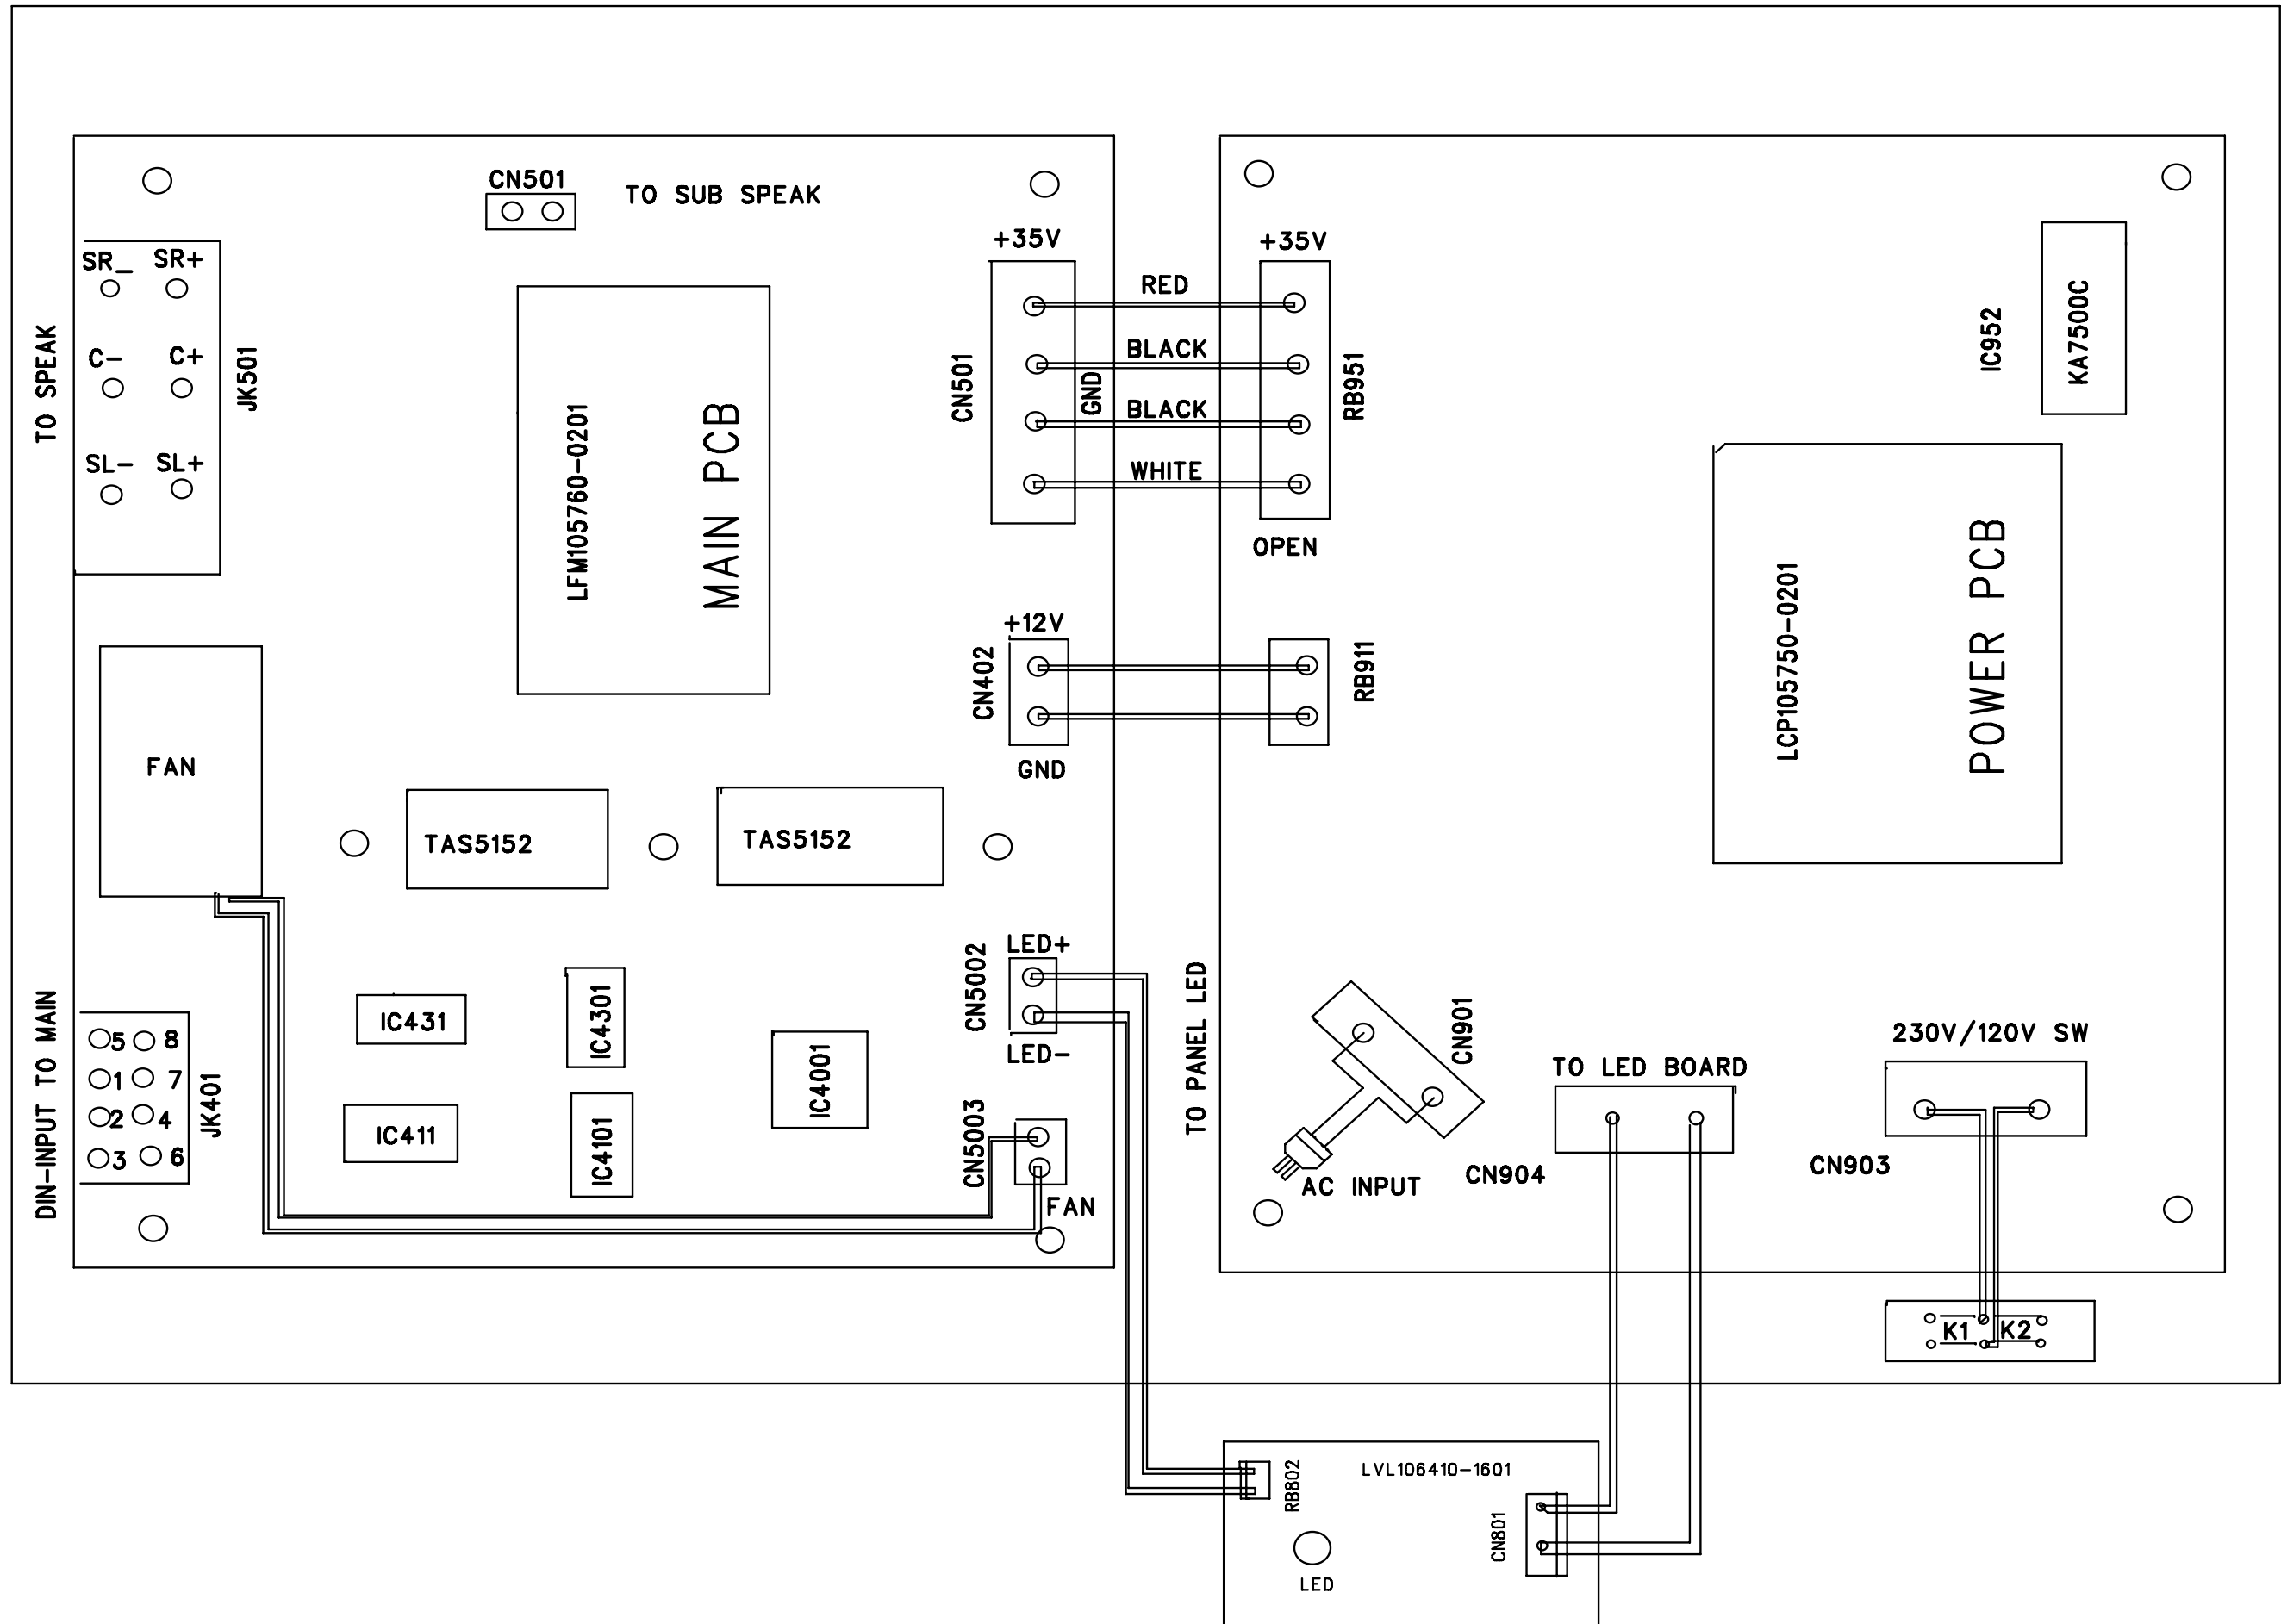 CN501
TO SUB SPEAK
SR_ SR+
C- C+
SL- SL+
JK501
TO SPEAK
LFM105760-0201
MAIN PCB
+35V
CN501
GND
RED
BLACK
BLACK
WHITE
+35V
RB951
OPEN
IC952
KA7500C
LCP105750-0201
POWER PCB
+12V
CN402
GND
RB911
FAN
TAS5152
TAS5152
LED+
CN5002
LED-
TO PANEL LED
IC431
IC4301
IC4001
IC411
IC4101
DIN-INPUT TO MAIN
5 8
1 7
2 4
3 6
JK401
CN5003
FAN
CN901
AC INPUT
TO LED BOARD
CN904
230V/120V SW
CN903
K1 K2
LVL106410-1601
RB802
CN801
LED